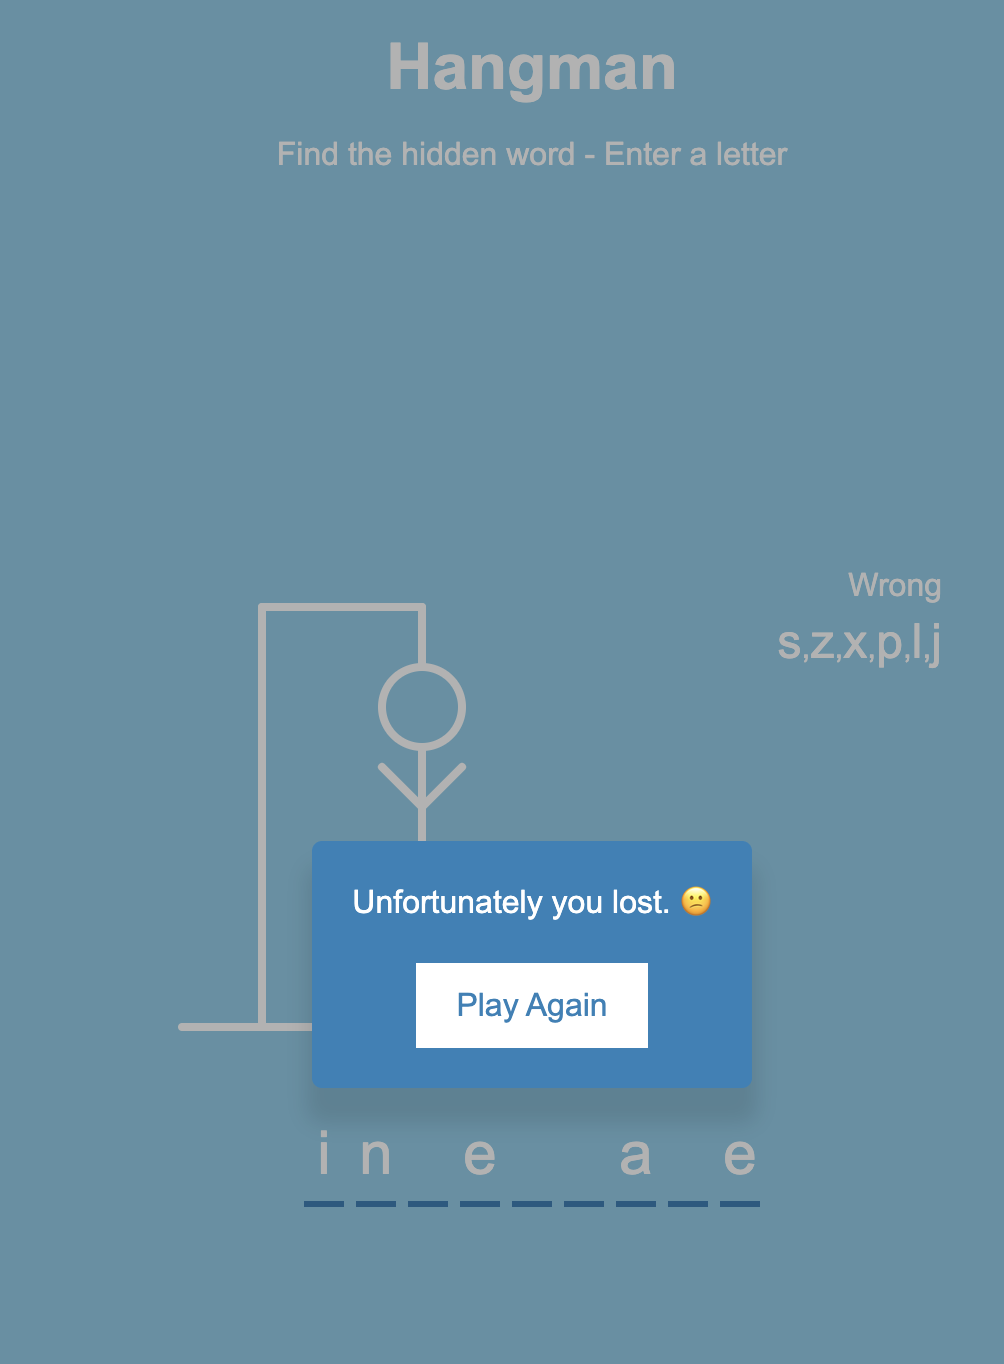 Hangman
Find the hidden word - Enter a letter
Wrong
s,z,x,p,l,j
Unfortunately you lost. 😕
Play Again
i n _ e _ _ a _ e